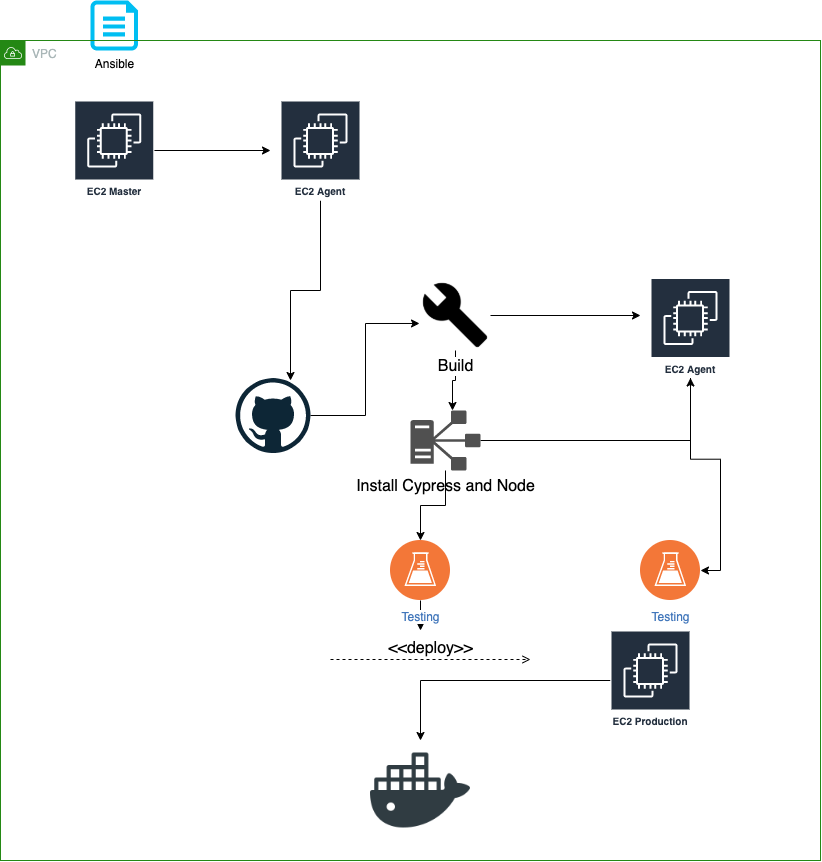 Ansible
VPC
EC2 Master
EC2 Agent
Build
EC2 Agent
Install Cypress and Node
Testing
Testing
<<deploy>>
EC2 Production